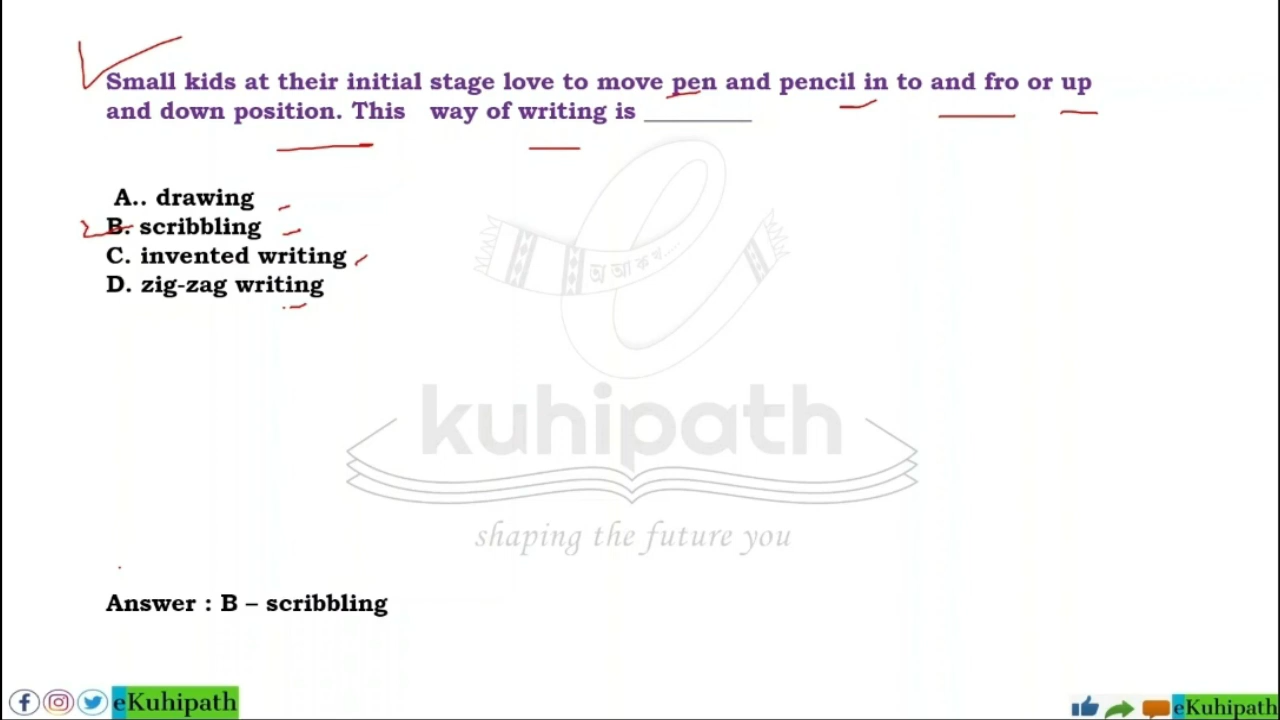 Small kids at their initial stage love to move pen and pencil in to and fro or up
and down position. This way of writing is ________
A.. drawing
B. scribbling
C. invented writing
D. zig-zag writing
অ আ ক খ....
kuhipath
shaping the future you
Answer : B – scribbling
eKuhipath
eKuhipath